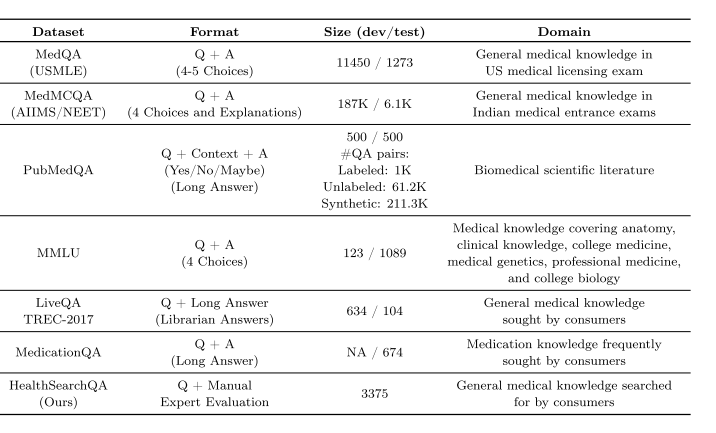 Dataset Format Size (dev/test) Domain
MedQA
(USMLE)
Q + A
(4-5 Choices)
11450 / 1273
General medical knowledge in
US medical licensing exam
MedMCQA
(AIIMS/NEET)
Q + A
(4 Choices and Explanations)
187K / 6.1K
General medical knowledge in
Indian medical entrance exams
PubMedQA
Q + Context + A
(Yes/No/Maybe)
(Long Answer)
500 / 500
#QA pairs:
Labeled: 1K
Unlabeled: 61.2K
Synthetic: 211.3K
Biomedical scientific literature
MMLU
Q + A
(4 Choices)
123 / 1089
Medical knowledge covering anatomy,
clinical knowledge, college medicine,
medical genetics, professional medicine,
and college biology
LiveQA
TREC-2017
Q + Long Answer
(Librarian Answers)
634 / 104
General medical knowledge
sought by consumers
MedicationQA
Q + A
(Long Answer)
NA / 674
Medication knowledge frequently
sought by consumers
HealthSearchQA
(Ours)
Q + Manual
Expert Evaluation
3375
General medical knowledge searched
for by consumers